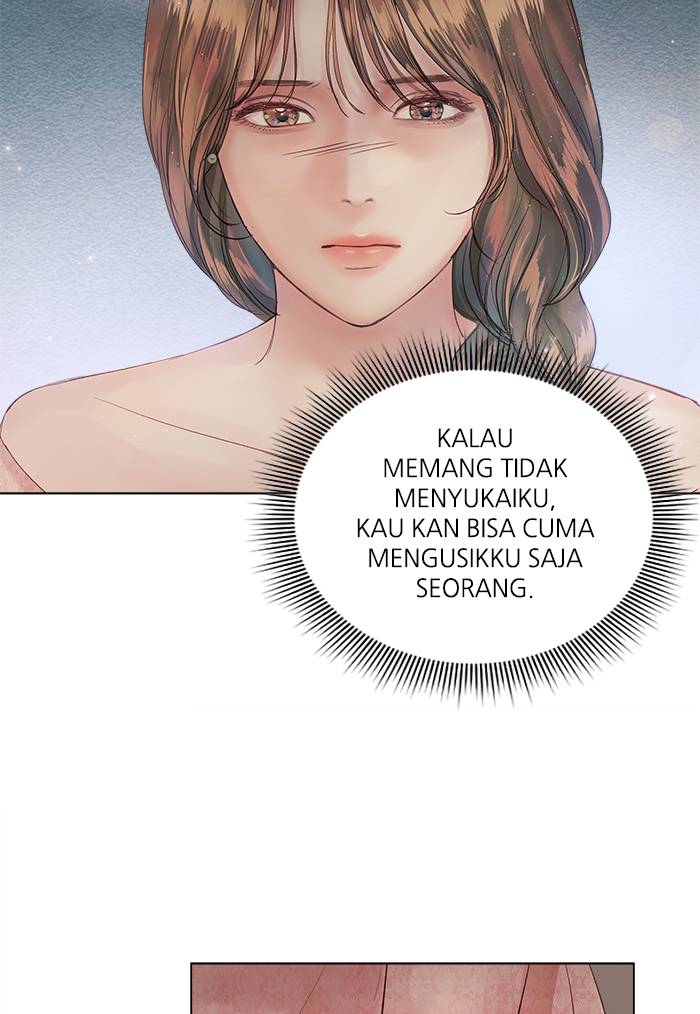 KALAU
MEMANG TIDAK
MENYUKAIKU,
KAU KAN BISA CUMA
MENGUSIKKU SAJA
SEORANG.